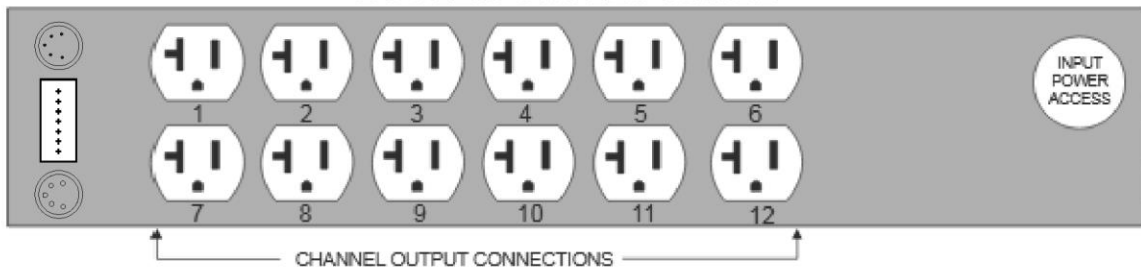 INPUT
POWER
ACCESS
1 2 3 4 5 6
7 8 9 10 11 12
CHANNEL OUTPUT CONNECTIONS